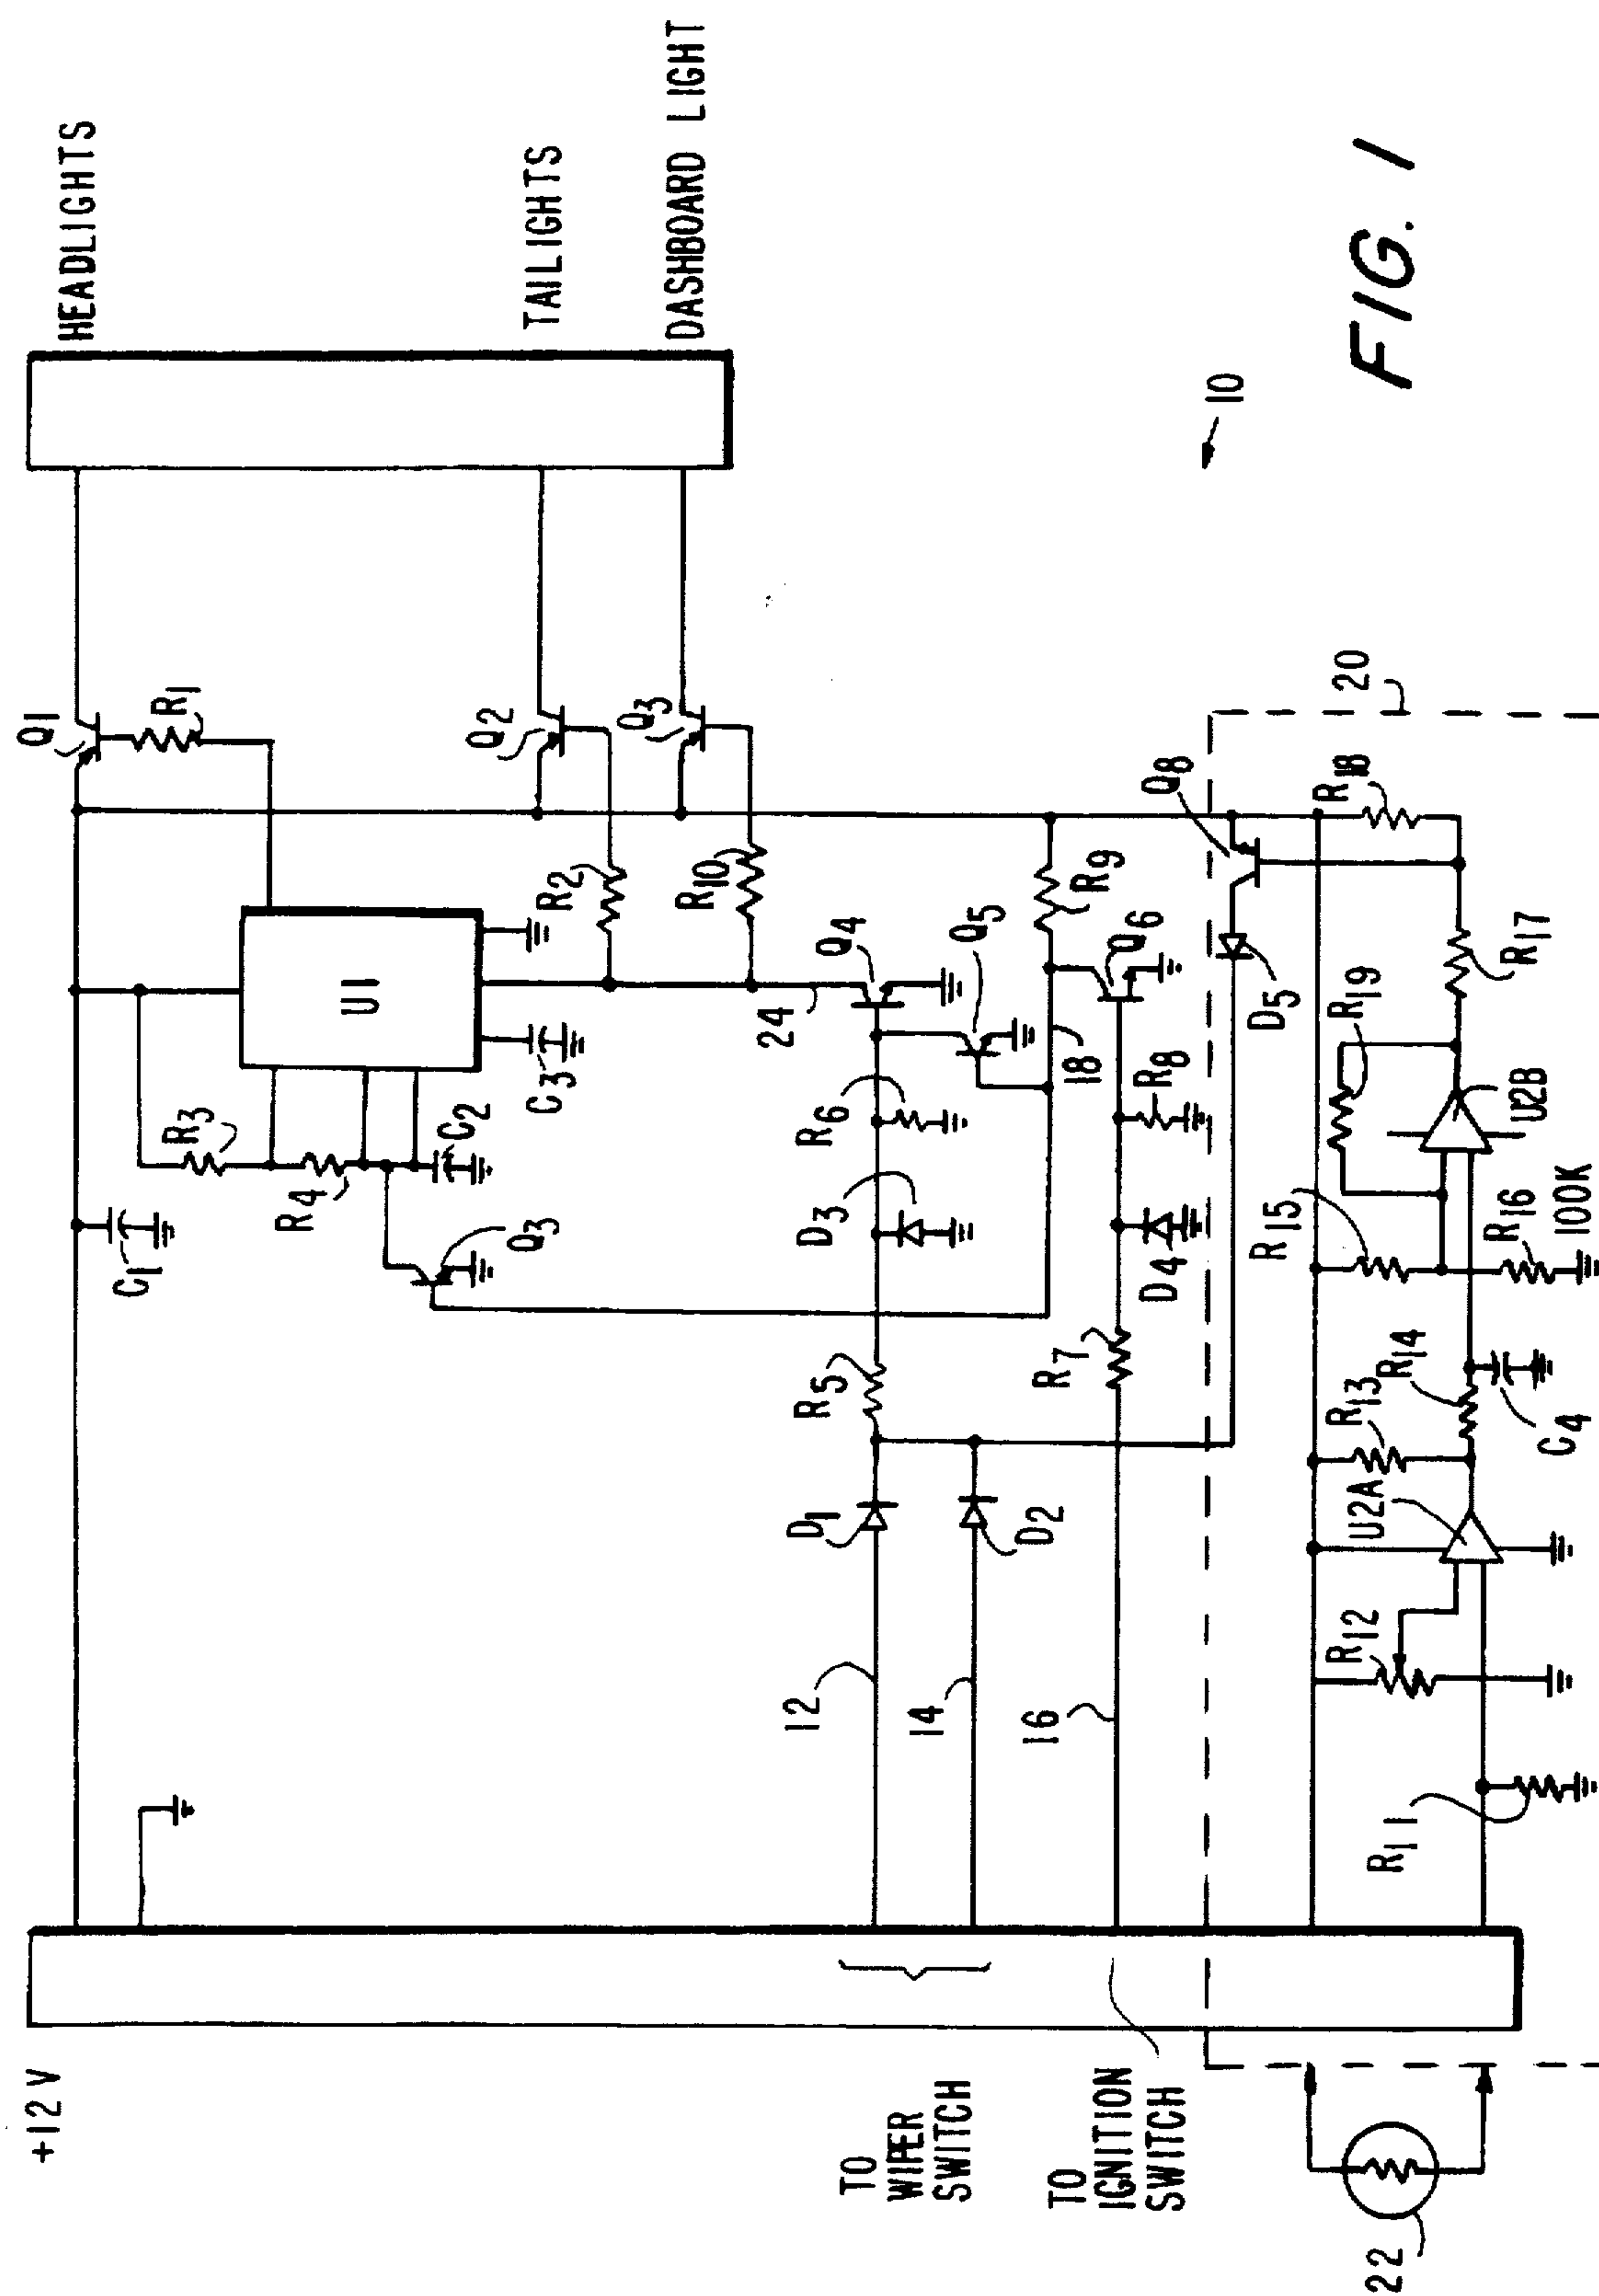 +12 V
HEADLIGHTS
TAILIGHTS
DASHBOARD LIGHT
Q1
R1
U1
C1
R3
R4
C2
C3
Q3
Q2
R2
Q3
R10
24
Q4
Q5
R6
D3
R5
D1
12
14
D2
TO
WIPER
SWITCH
18
R9
Q6
R8
D4
R7
16
TO
IGNITION
SWITCH
Q8
D5
20
10
R18
R17
R19
U2B
R15
R16
100K
R14
C4
R13
U2A
R12
R11
22
FIG. 1